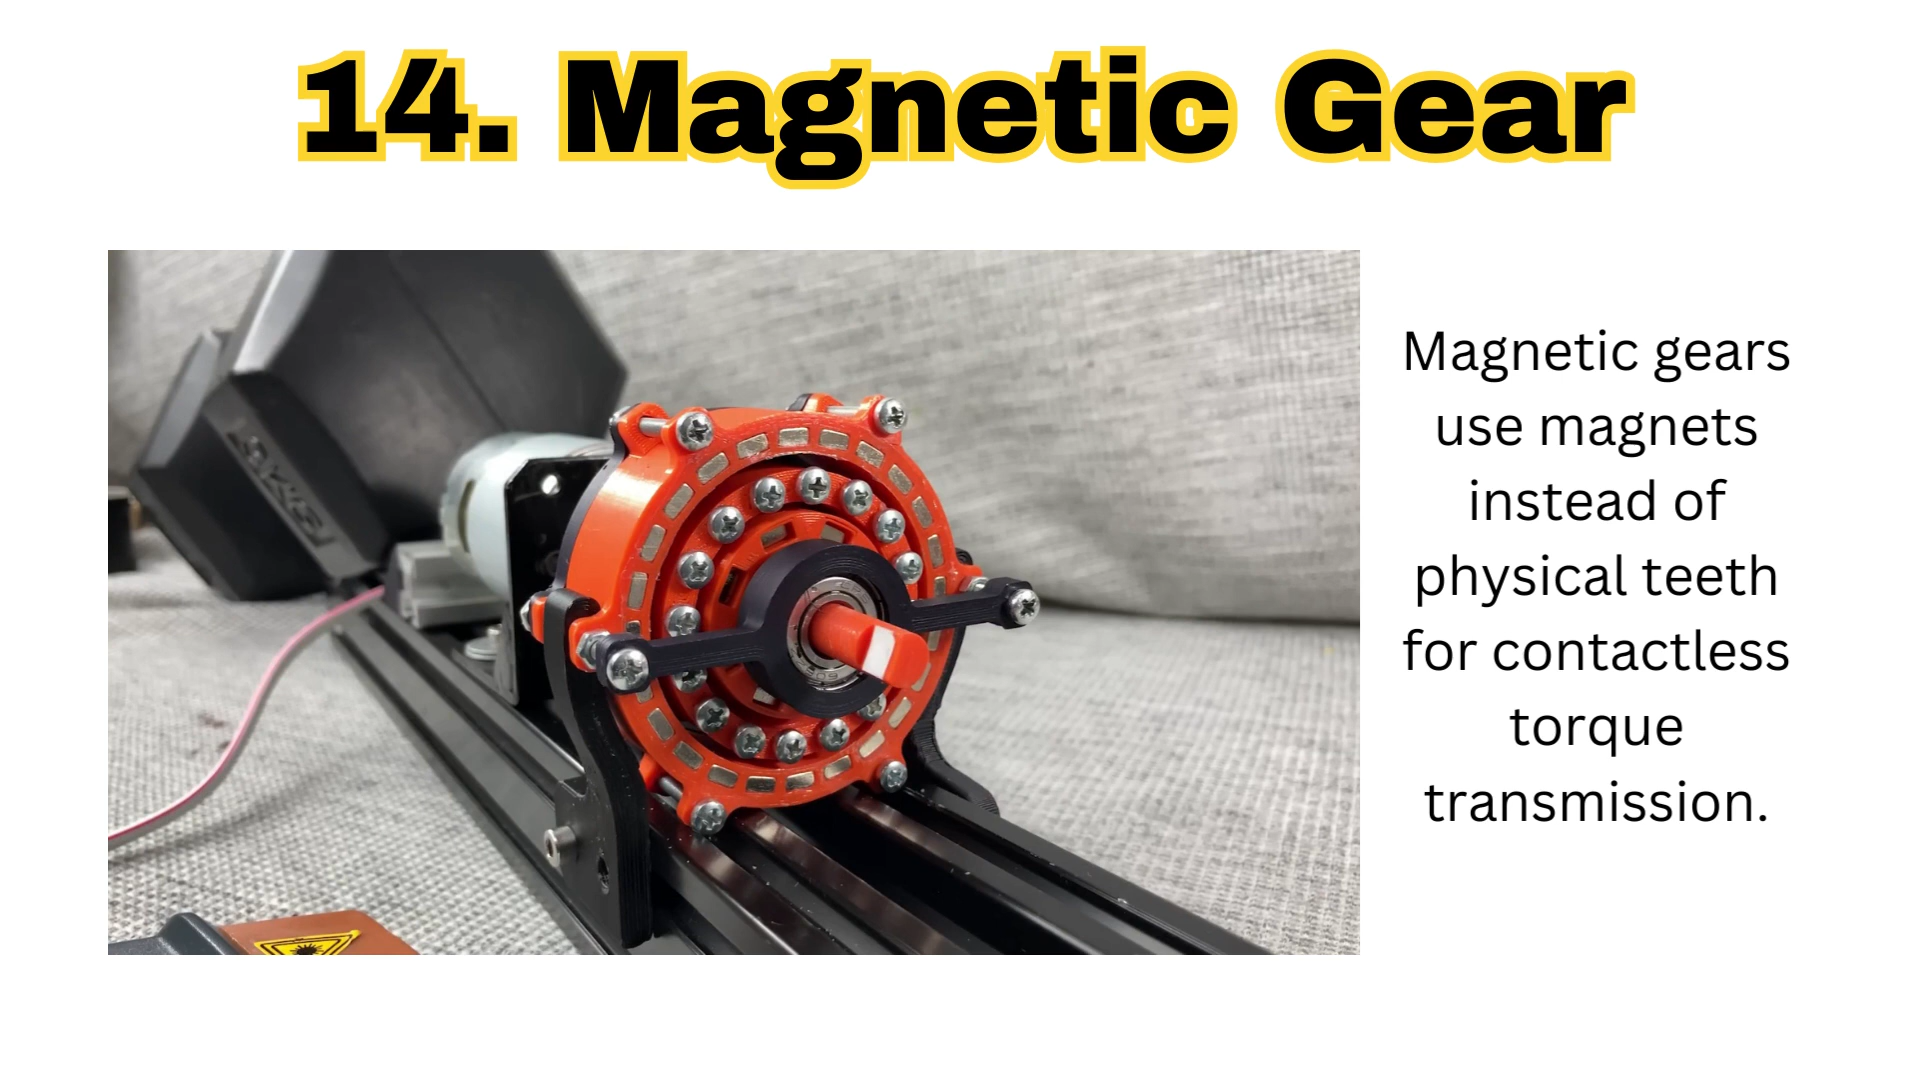 14. Magnetic Gear
Magnetic gears
use magnets
instead of
physical teeth
for contactless
torque
transmission.